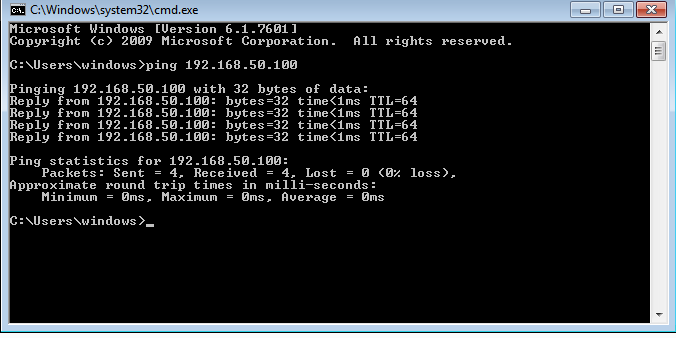 C:\Windows\system32\cmd.exe
Microsoft Windows [Version 6.1.7601]
Copyright (c) 2009 Microsoft Corporation.  All rights reserved.
C:\Users\windows>ping 192.168.50.100
Pinging 192.168.50.100 with 32 bytes of data:
Reply from 192.168.50.100: bytes=32 time<1ms TTL=64
Reply from 192.168.50.100: bytes=32 time<1ms TTL=64
Reply from 192.168.50.100: bytes=32 time<1ms TTL=64
Reply from 192.168.50.100: bytes=32 time<1ms TTL=64
Ping statistics for 192.168.50.100:
    Packets: Sent = 4, Received = 4, Lost = 0 (0% loss),
Approximate round trip times in milli-seconds:
    Minimum = 0ms, Maximum = 0ms, Average = 0ms
C:\Users\windows>_